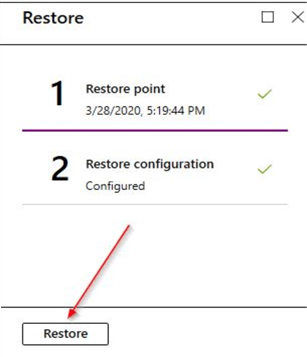 Restore
1 Restore point
3/28/2020, 5:19:44 PM
2 Restore configuration
Configured
Restore